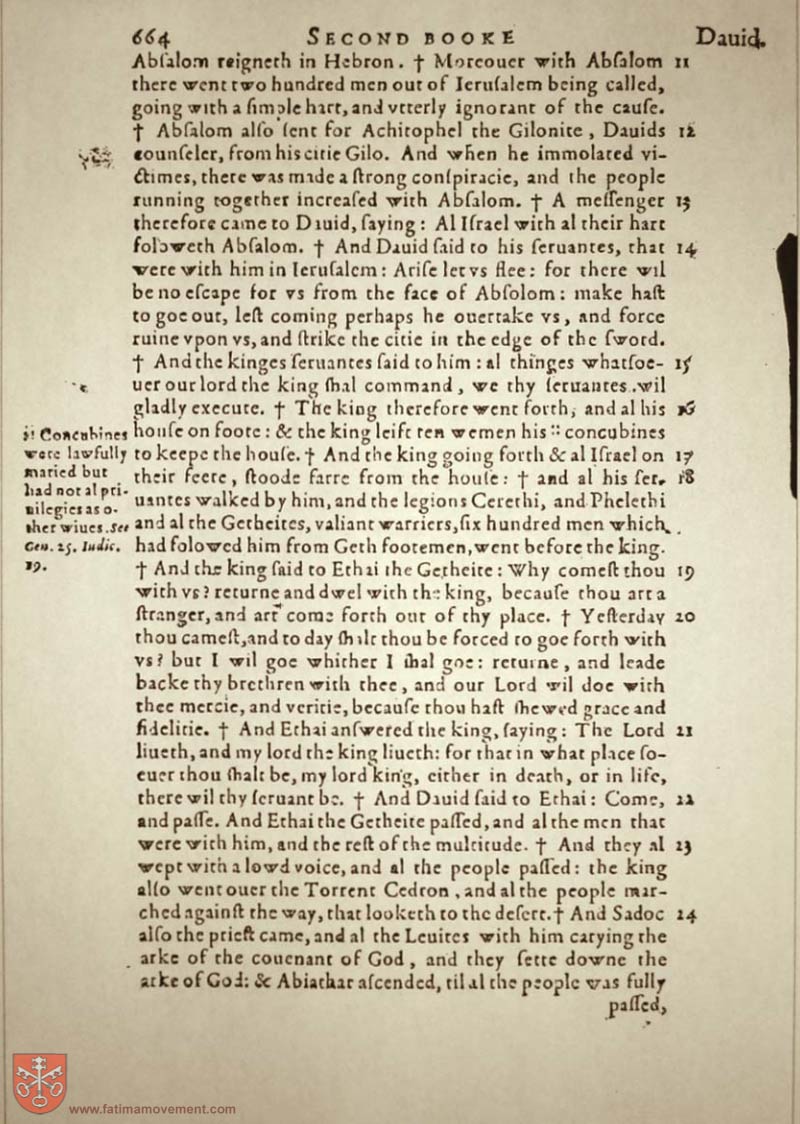 664 SECOND BOOKE Dauid.
Abſalom reigneth in Hebron. † Moreouer with Abſalom 11
there went two hundred men out of Ieruſalem being called,
going with a ſimple hart, and vtterly ignorant of the cauſe.
† Abſalom alſo ſent for Achitophel the Gilonite, Dauids 12
counſeler, from his citie Gilo. And when he immolated vi-
ctimes, there was made a ſtrong conſpiracie, and the people
running together increaſed with Abſalom. † A meſſenger 13
therefore came to Dauid, ſaying: Al Iſrael with al their hart
foloweth Abſalom. † And Dauid ſaid to his ſeruantes, that 14
were with him in Ieruſalem: Ariſe let vs flee: for there wil
be no eſcape for vs from the face of Abſolom: make haſt
to goe out, leſt coming perhaps he ouertake vs, and force
ruine vpon vs, and ſtrike the citie in the edge of the ſword.
† And the kinges ſeruantes ſaid to him: al thinges whatſoe- 15
uer our lord the king ſhal command, we thy ſeruantes wil
gladly execute. † The king therefore went forth, and al his 16
houſe on foote: & the king leift ten wemen his :: concubines
to keepe the houſe. † And the king going forth & al Iſrael on 17
their feete, ſtoode farre from the houſe: † and al his ſer- 18
uantes walked by him, and the legions Cerethi, and Phelethi
and al the Getheites, valiant warriers, ſix hundred men which
had folowed him from Geth footemen, went before the king.
:: Concubines
were lawfully
maried but
had not al pri-
uilegies as o-
ther wiues. See
Gen. 25. Iudic.
19.
† And the king ſaid to Ethai the Getheite: Why comeſt thou 19
with vs? returne and dwel with the king, becauſe thou art a
ſtranger, and art come forth out of thy place. † Yeſterday 20
thou cameſt, and to day ſhalt thou be forced to goe forth with
vs? but I wil goe whither I ſhal goe: returne, and leade
backe thy brethren with thee, and our Lord wil doe with
thee mercie, and veritie, becauſe thou haſt ſhewed grace and
fidelitie. † And Ethai anſwered the king, ſaying: The Lord 21
liueth, and my lord the king liueth: for that in what place ſo-
euer thou ſhalt be, my lord king, either in death, or in life,
there wil thy ſeruant be. † And Dauid ſaid to Ethai: Come, 22
and paſſe. And Ethai the Getheite paſſed, and al the men that
were with him, and the reſt of the multitude. † And they al 23
wept with a lowd voice, and al the people paſſed: the king
alſo went ouer the Torrent Cedron, and al the people mar-
ched againſt the way, that looketh to the deſert. † And Sadoc 24
alſo the prieſt came, and al the Leuites with him carying the
arke of the couenant of God, and they ſette downe the
arke of God: & Abiathar aſcended, til al the people was fully
paſſed,
www.fatimamovement.com